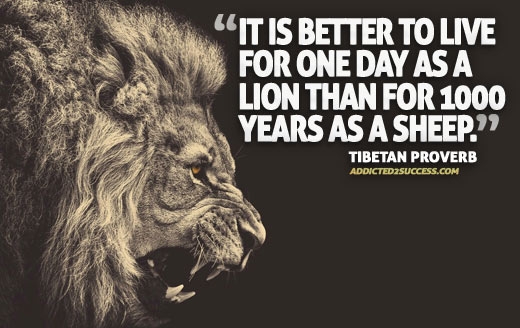 “IT IS BETTER TO LIVE
FOR ONE DAY AS A
LION THAN FOR 1000
YEARS AS A SHEEP.”
TIBETAN PROVERB
ADDICTED2SUCCESS.COM